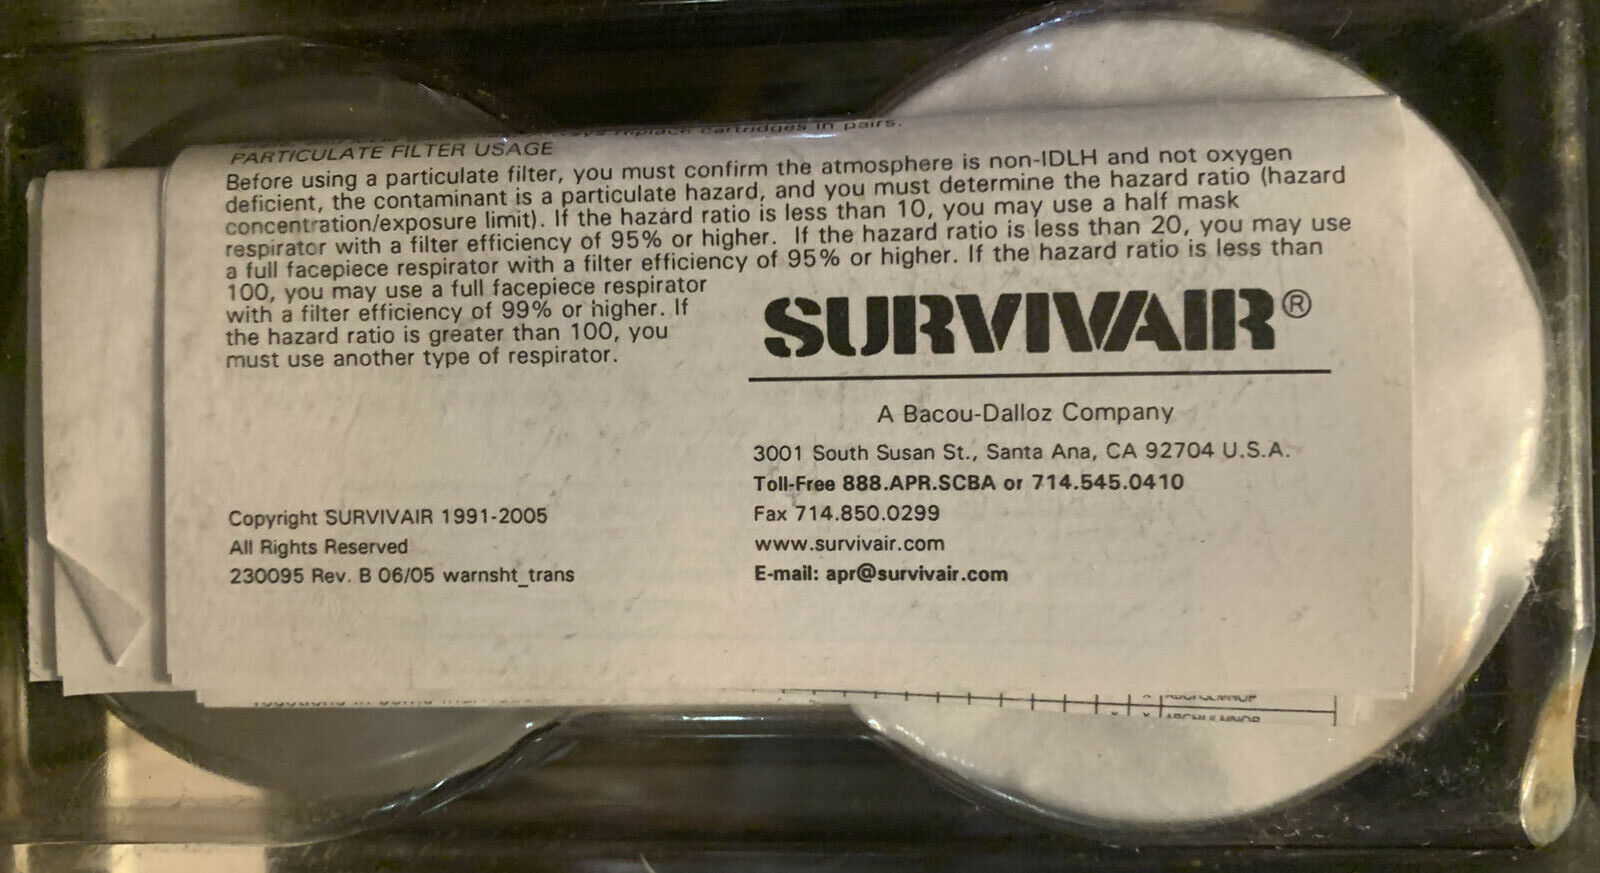 replace cartridges in pairs.
PARTICULATE FILTER USAGE
Before using a particulate filter, you must confirm the atmosphere is non-IDLH and not oxygen
deficient, the contaminant is a particulate hazard, and you must determine the hazard ratio (hazard
concentration/exposure limit). If the hazard ratio is less than 10, you may use a half mask
respirator with a filter efficiency of 95% or higher. If the hazard ratio is less than 20, you may use
a full facepiece respirator with a filter efficiency of 95% or higher. If the hazard ratio is less than
100, you may use a full facepiece respirator
with a filter efficiency of 99% or higher. If
the hazard ratio is greater than 100, you
must use another type of respirator.
SURVIVAIR®
A Bacou-Dalloz Company
3001 South Susan St., Santa Ana, CA 92704 U.S.A.
Toll-Free 888.APR.SCBA or 714.545.0410
Fax 714.850.0299
www.survivair.com
E-mail: apr@survivair.com
Copyright SURVIVAIR 1991-2005
All Rights Reserved
230095 Rev. B 06/05 warnsht_trans